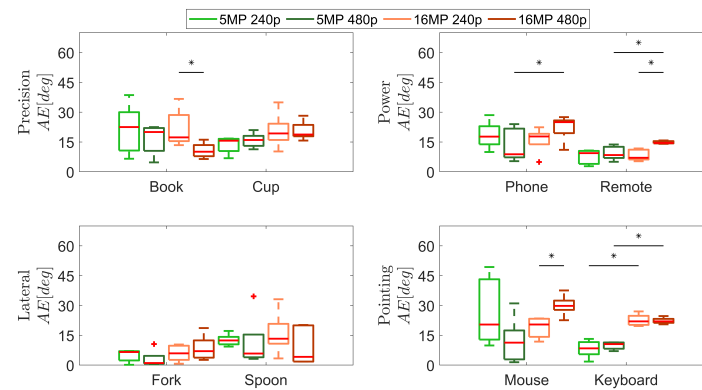 5MP 240p 5MP 480p 16MP 240p 16MP 480p
Precision
AE[deg]
60
45
30
15
0
*
Book Cup
Power
AE[deg]
60
45
30
15
0
*
*
*
Phone Remote
Lateral
AE[deg]
60
45
30
15
0
Fork Spoon
Pointing
AE[deg]
60
45
30
15
0
*
*
*
Mouse Keyboard